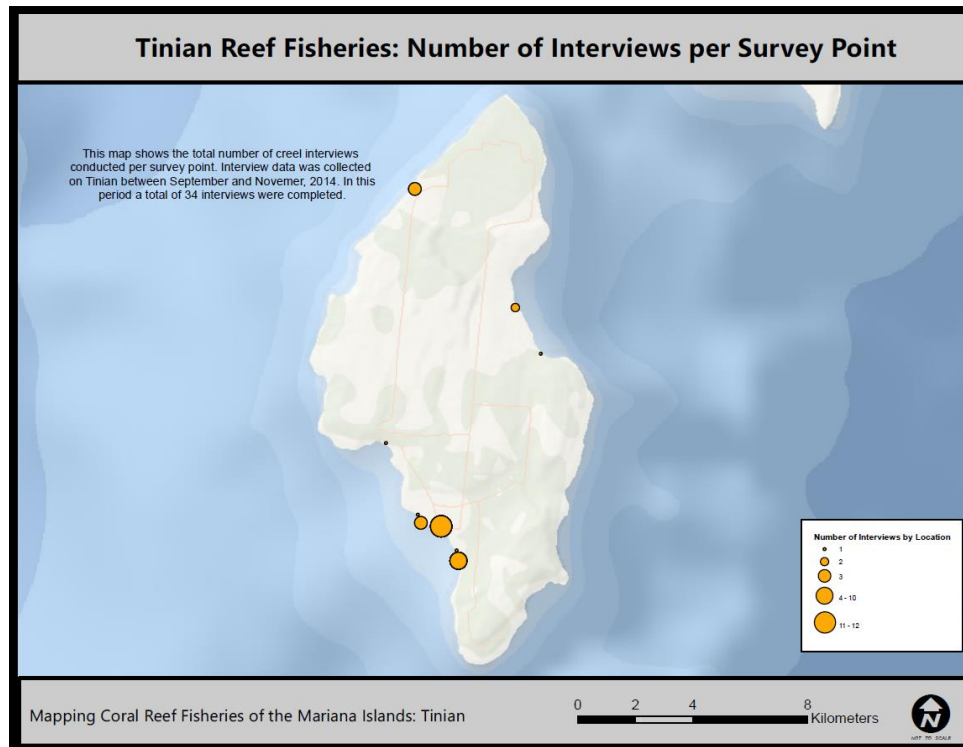 Tinian Reef Fisheries: Number of Interviews per Survey Point
This map shows the total number of creel interviews
conducted per survey point. Interview data was collected
on Tinian between September and Novemer, 2014. In this
period a total of 34 interviews were completed.
Number of Interviews by Location
1
2
3
4 - 10
11 - 12
Mapping Coral Reef Fisheries of the Mariana Islands: Tinian
0 2 4 8
Kilometers
N
NOT TO SCALE